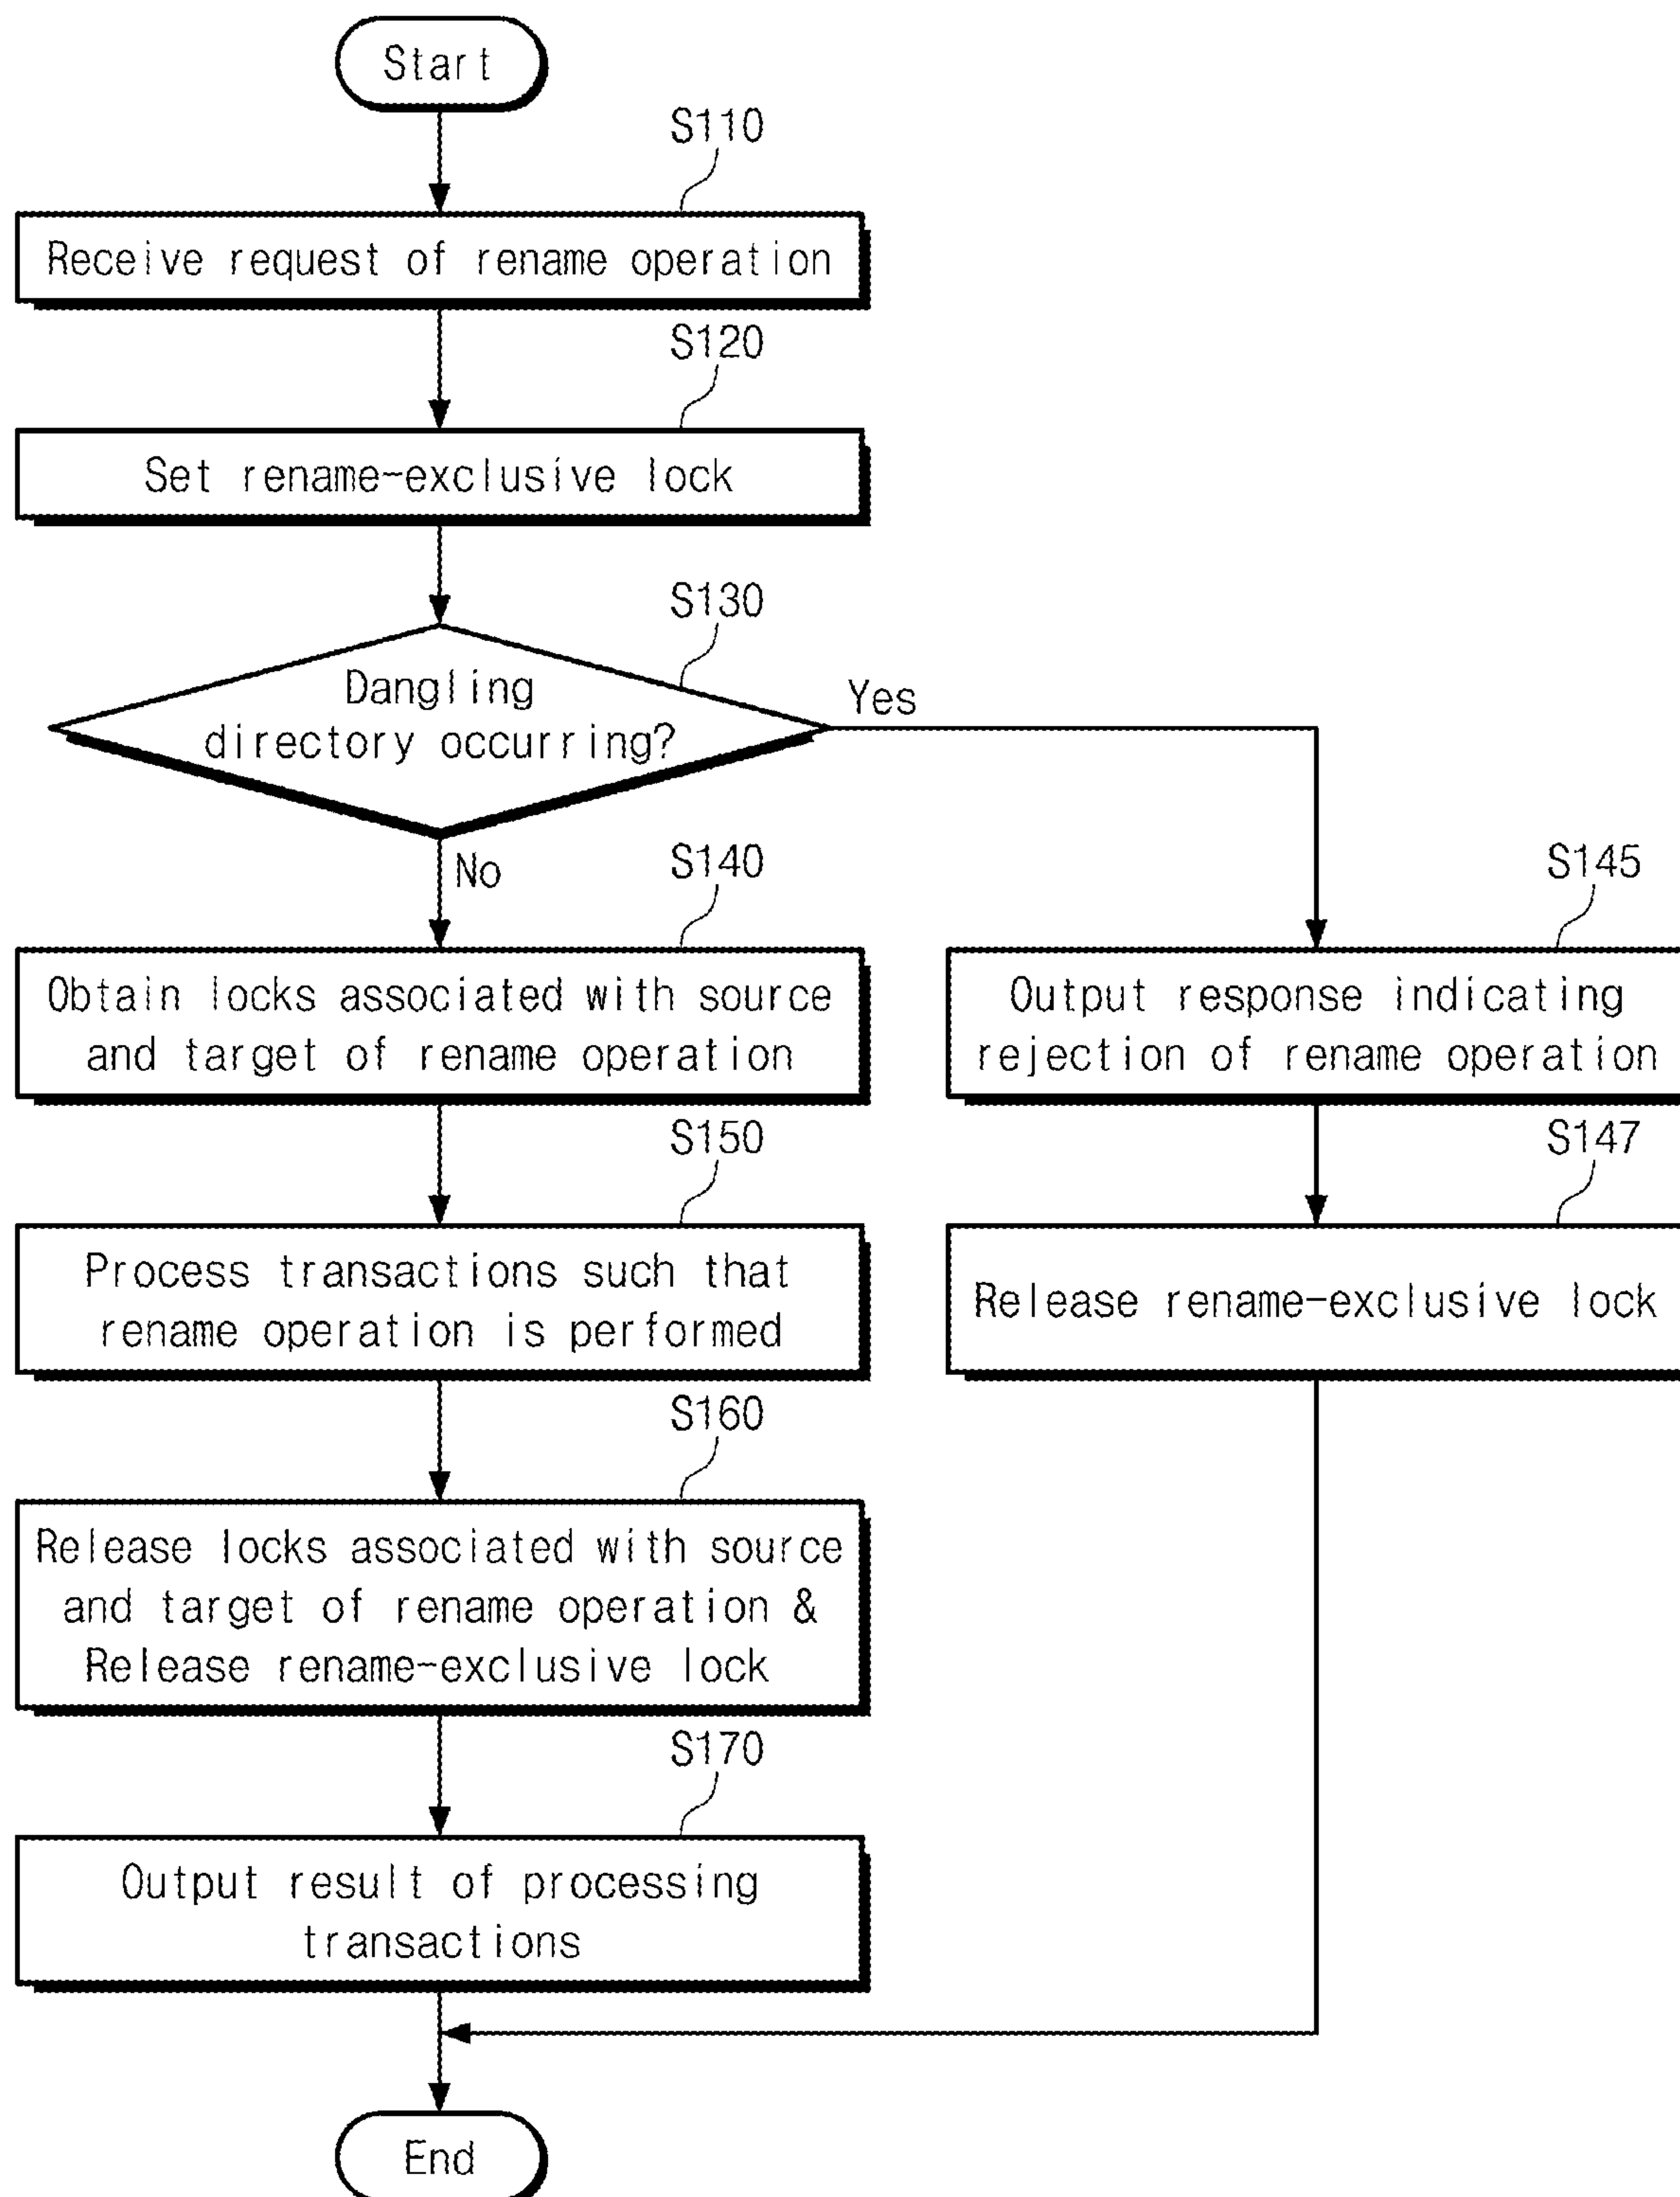 Start
S110
Receive request of rename operation
S120
Set rename-exclusive lock
S130
Dangling
directory occurring?
Yes
No
S140
Obtain locks associated with source
and target of rename operation
S145
Output response indicating
rejection of rename operation
S150
Process transactions such that
rename operation is performed
S147
Release rename-exclusive lock
S160
Release locks associated with source
and target of rename operation &
Release rename-exclusive lock
S170
Output result of processing
transactions
End